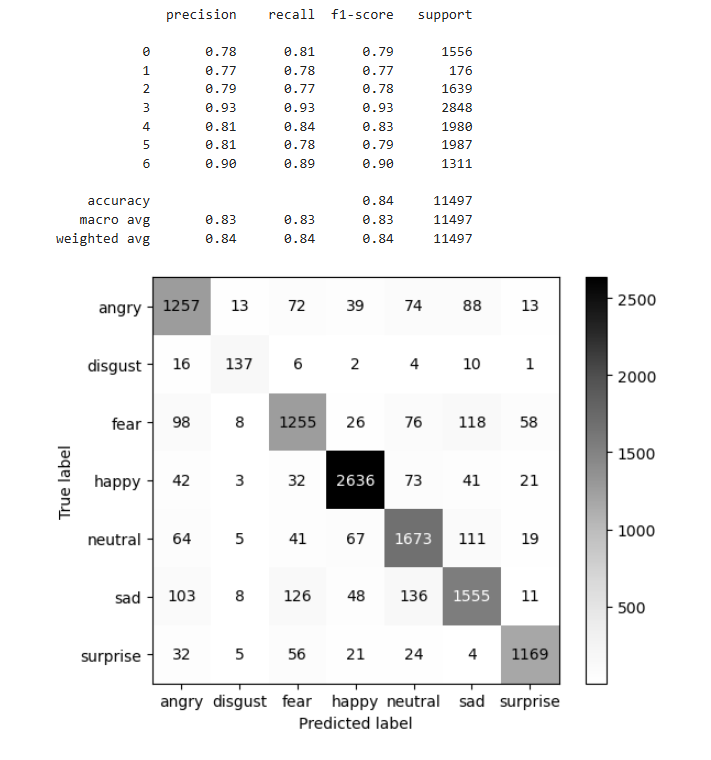 precision recall f1-score support
0 0.78 0.81 0.79 1556
1 0.77 0.78 0.77 176
2 0.79 0.77 0.78 1639
3 0.93 0.93 0.93 2848
4 0.81 0.84 0.83 1980
5 0.81 0.78 0.79 1987
6 0.90 0.89 0.90 1311
accuracy 0.84 11497
macro avg 0.83 0.83 0.83 11497
weighted avg 0.84 0.84 0.84 11497
True label
angry 1257 13 72 39 74 88 13
disgust 16 137 6 2 4 10 1
fear 98 8 1255 26 76 118 58
happy 42 3 32 2636 73 41 21
neutral 64 5 41 67 1673 111 19
sad 103 8 126 48 136 1555 11
surprise 32 5 56 21 24 4 1169
angry disgust fear happy neutral sad surprise
Predicted label
2500
2000
1500
1000
500